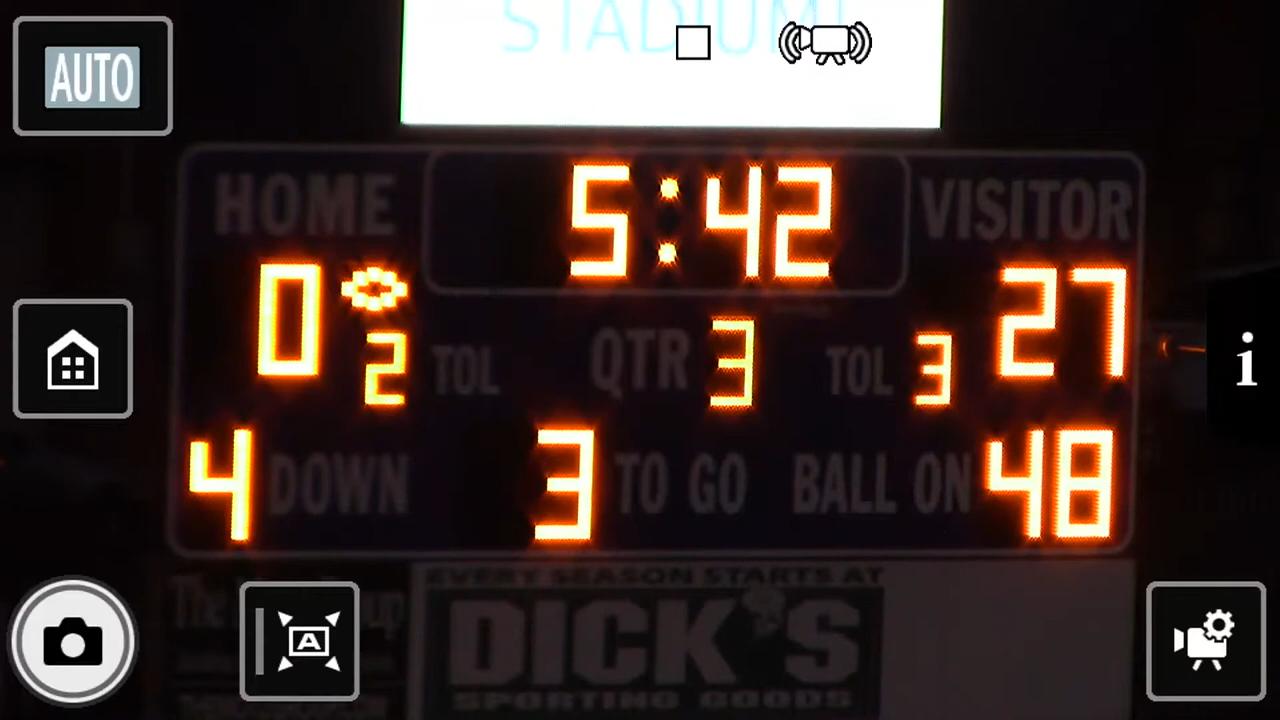 STADIUM!
AUTO
HOME 5:42 VISITOR
0 27
2 TOL QTR 3 TOL 3
4 DOWN 3 TO GO BALL ON 48
i
EVERY SEASON STARTS AT
The
DICK'S
SPORTING GOODS
A